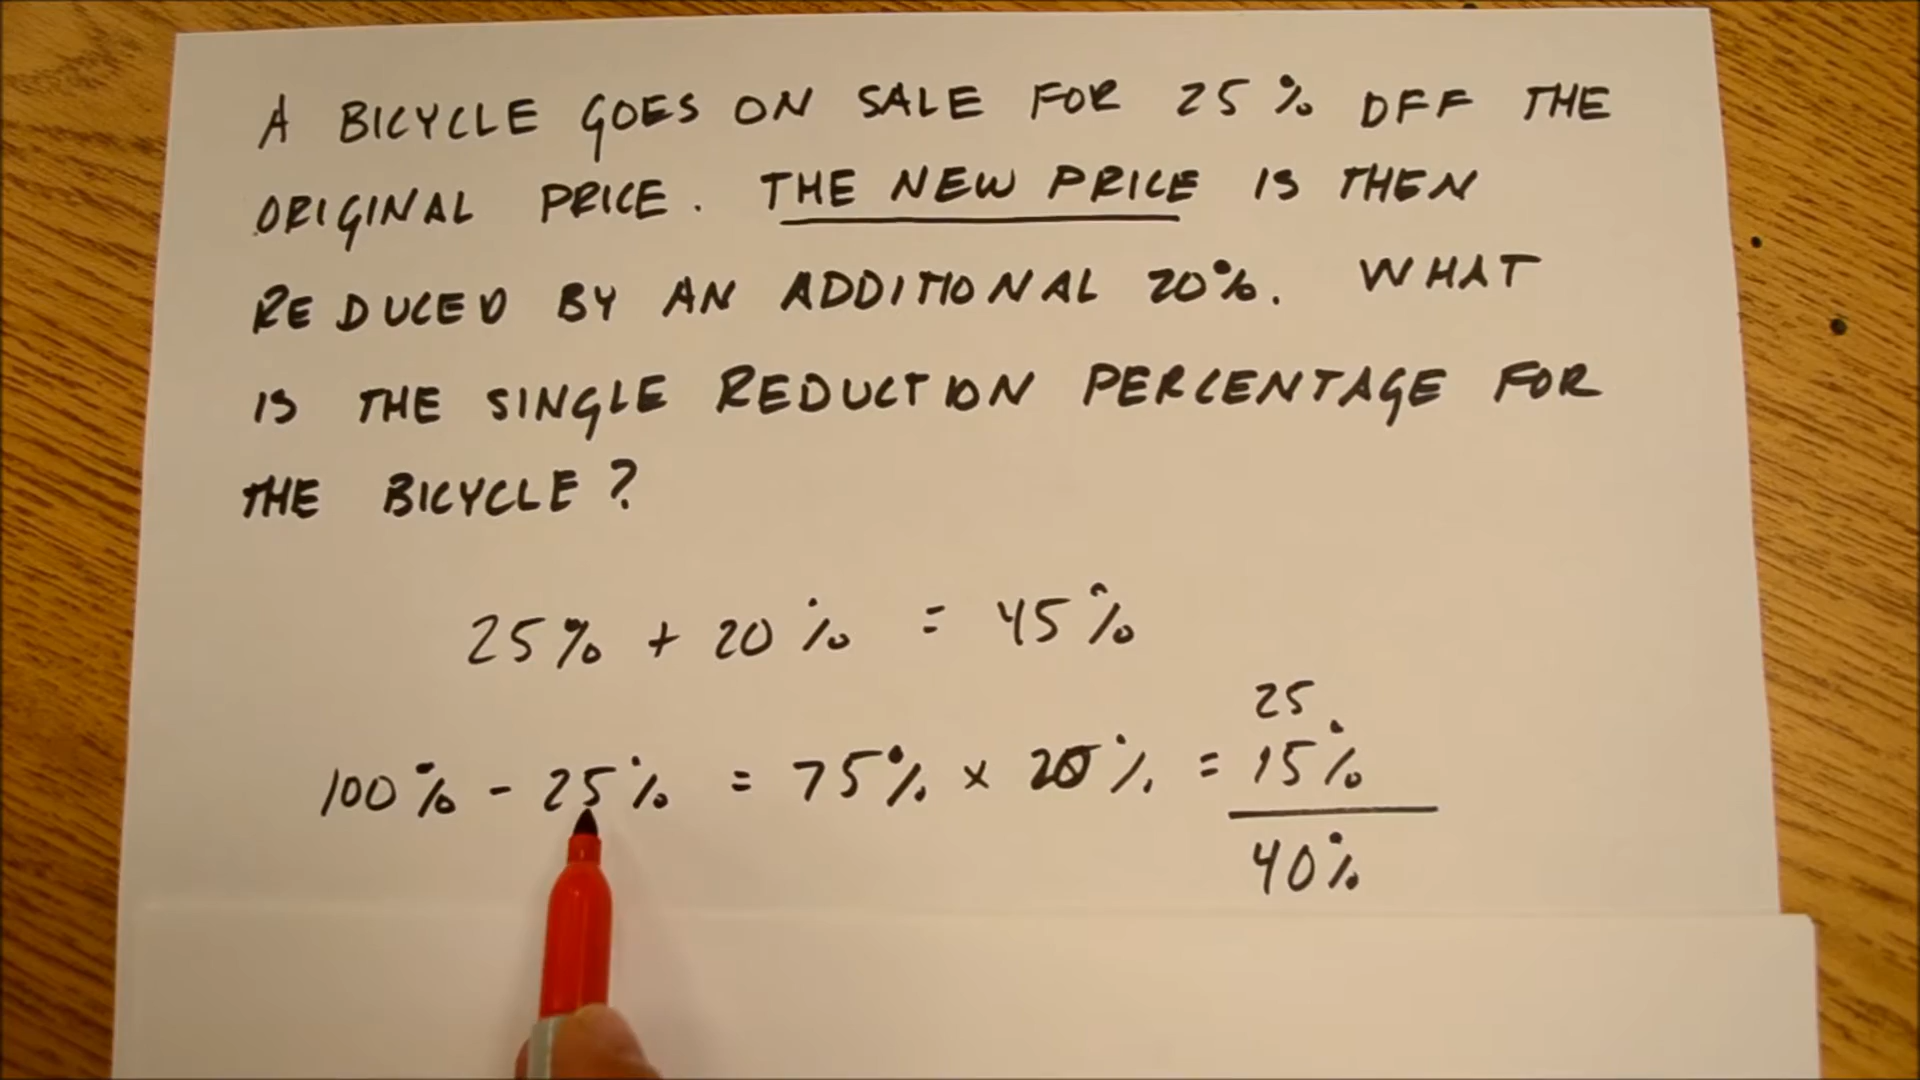 A BICYCLE GOES ON SALE FOR 25% OFF THE
ORIGINAL PRICE. THE NEW PRICE IS THEN
REDUCED BY AN ADDITIONAL 20%. WHAT
IS THE SINGLE REDUCTION PERCENTAGE FOR
THE BICYCLE?
25% + 20% = 45%
25
100% - 25% = 75% x 20% = 15%
40%